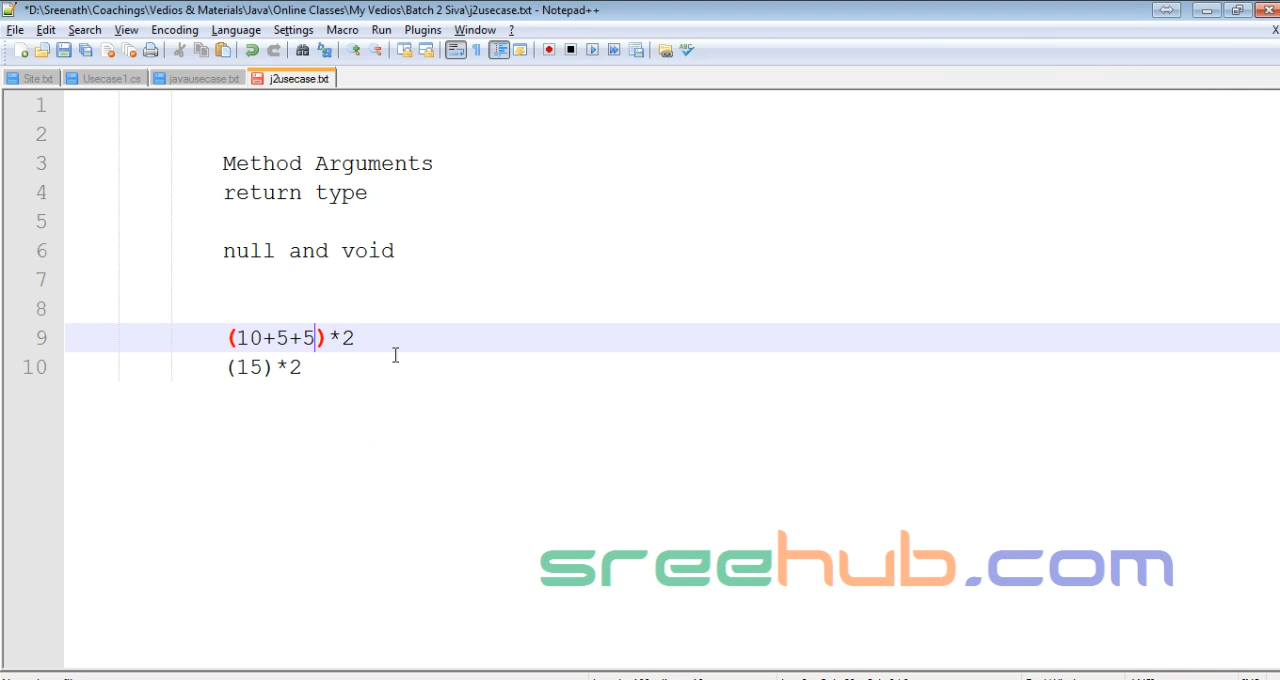 *D:\Sreenath\Coachings\Vedios & Materials\Java\Online Classes\My Vedios\Batch 2 Siva\j2usecase.txt - Notepad++
File Edit Search View Encoding Language Settings Macro Run Plugins Window ? X
Site.txt Usecase1.cs javausecase.txt j2usecase.txt
1
2
3 Method Arguments
4 return type
5
6 null and void
7
8
9 (10+5+5)*2
10 (15)*2
sreehub.com